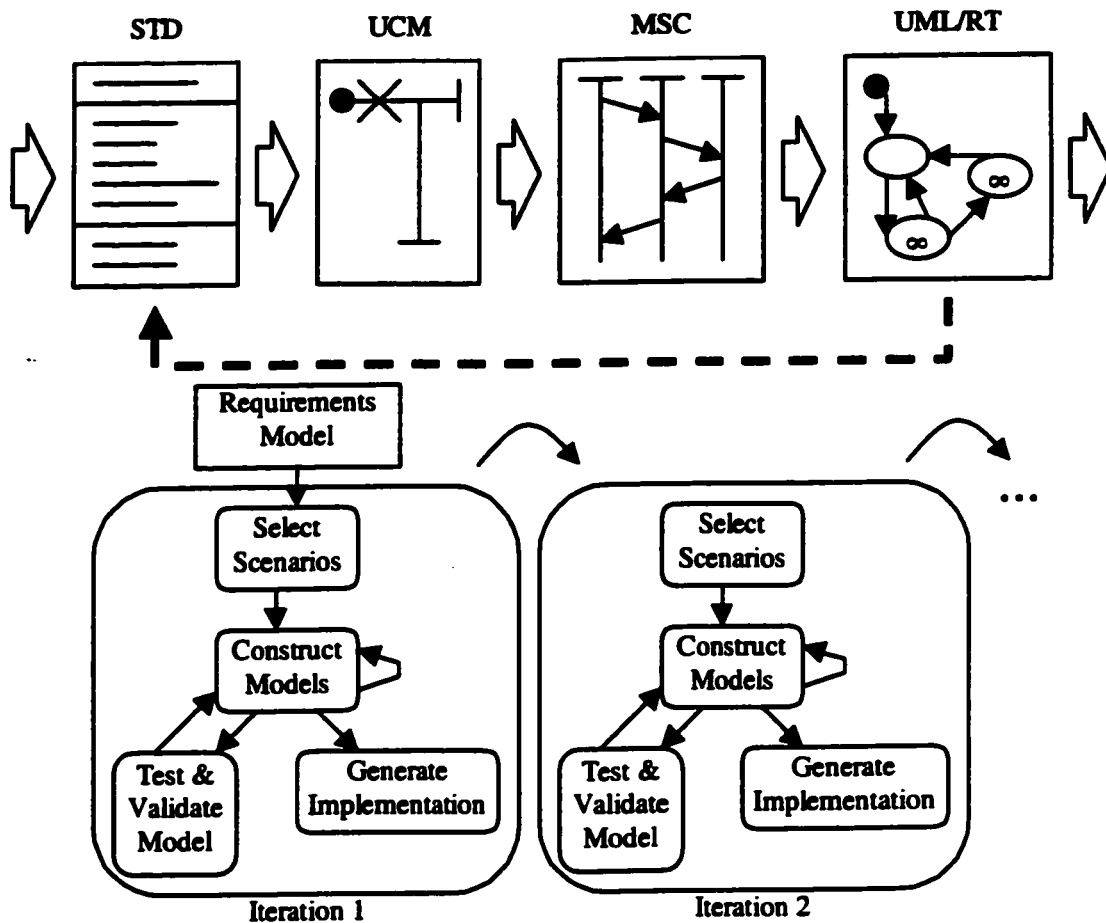 STD
UCM
MSC
UML/RT
∞
∞
Requirements
Model
...
Select
Scenarios
Construct
Models
Test &
Validate
Model
Generate
Implementation
Iteration 1
Select
Scenarios
Construct
Models
Test &
Validate
Model
Generate
Implementation
Iteration 2